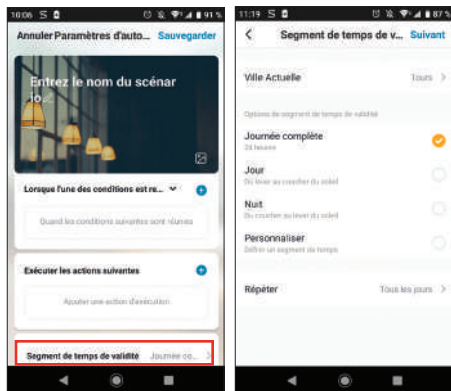 10:06 S 91 %
Annuler Paramètres d'auto... Sauvegarder
Entrez le nom du scénar
io
Lorsque l'une des conditions est re...
Quand les conditions suivantes sont réunies
Exécuter les actions suivantes
Ajouter une action d'exécution
Segment de temps de validité Journée co...
11:19 S 87 %
Segment de temps de v... Suivant
Ville Actuelle Tours
Options de segment de temps de validité
Journée complète
24 heures
Jour
Du lever au coucher du soleil
Nuit
Du coucher au lever du soleil
Personnaliser
Définir un segment de temps
Répéter Tous les jours